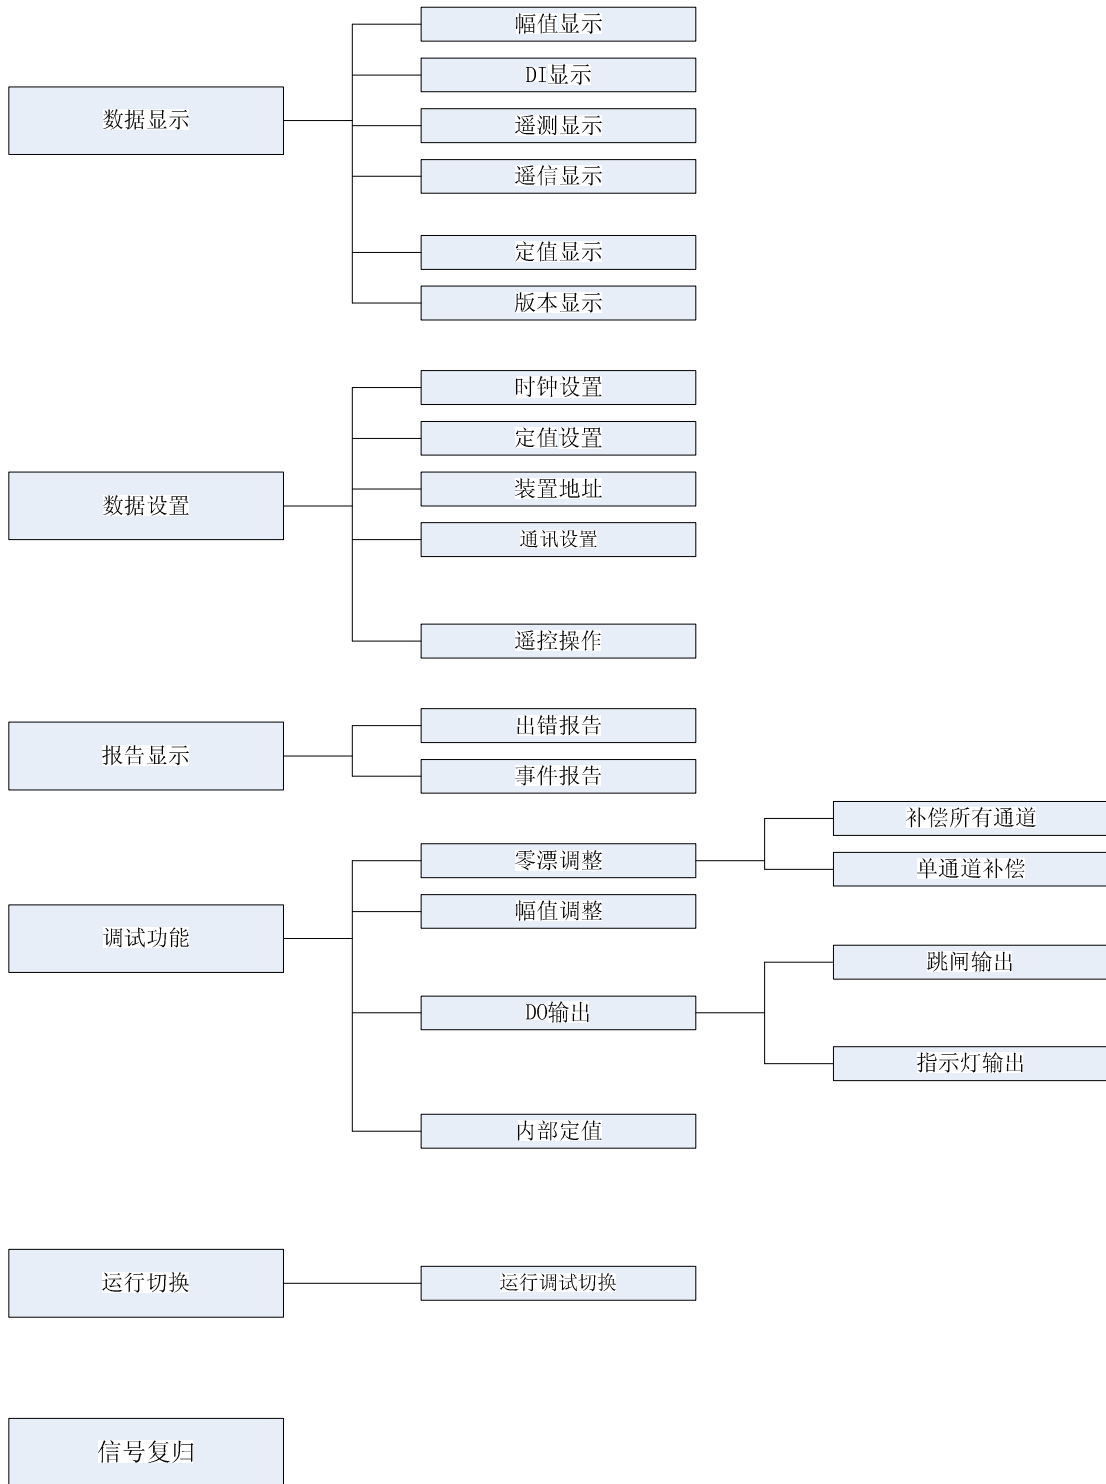 数据显示
幅值显示
DI显示
遥测显示
遥信显示
定值显示
版本显示
数据设置
时钟设置
定值设置
装置地址
通讯设置
遥控操作
报告显示
出错报告
事件报告
调试功能
零漂调整
补偿所有通道
单通道补偿
幅值调整
DO输出
跳闸输出
指示灯输出
内部定值
运行切换
运行调试切换
信号复归